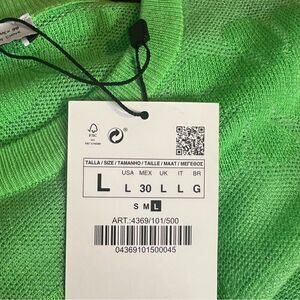 FSC
TALLA / SIZE / TAMANHO / TAILLE / MAAT / ΜΕΓΕΘΟΣ
USA MEX UK IT BR
L L 30 L L G
S M L
ART.:4369/101/500
04369101500045